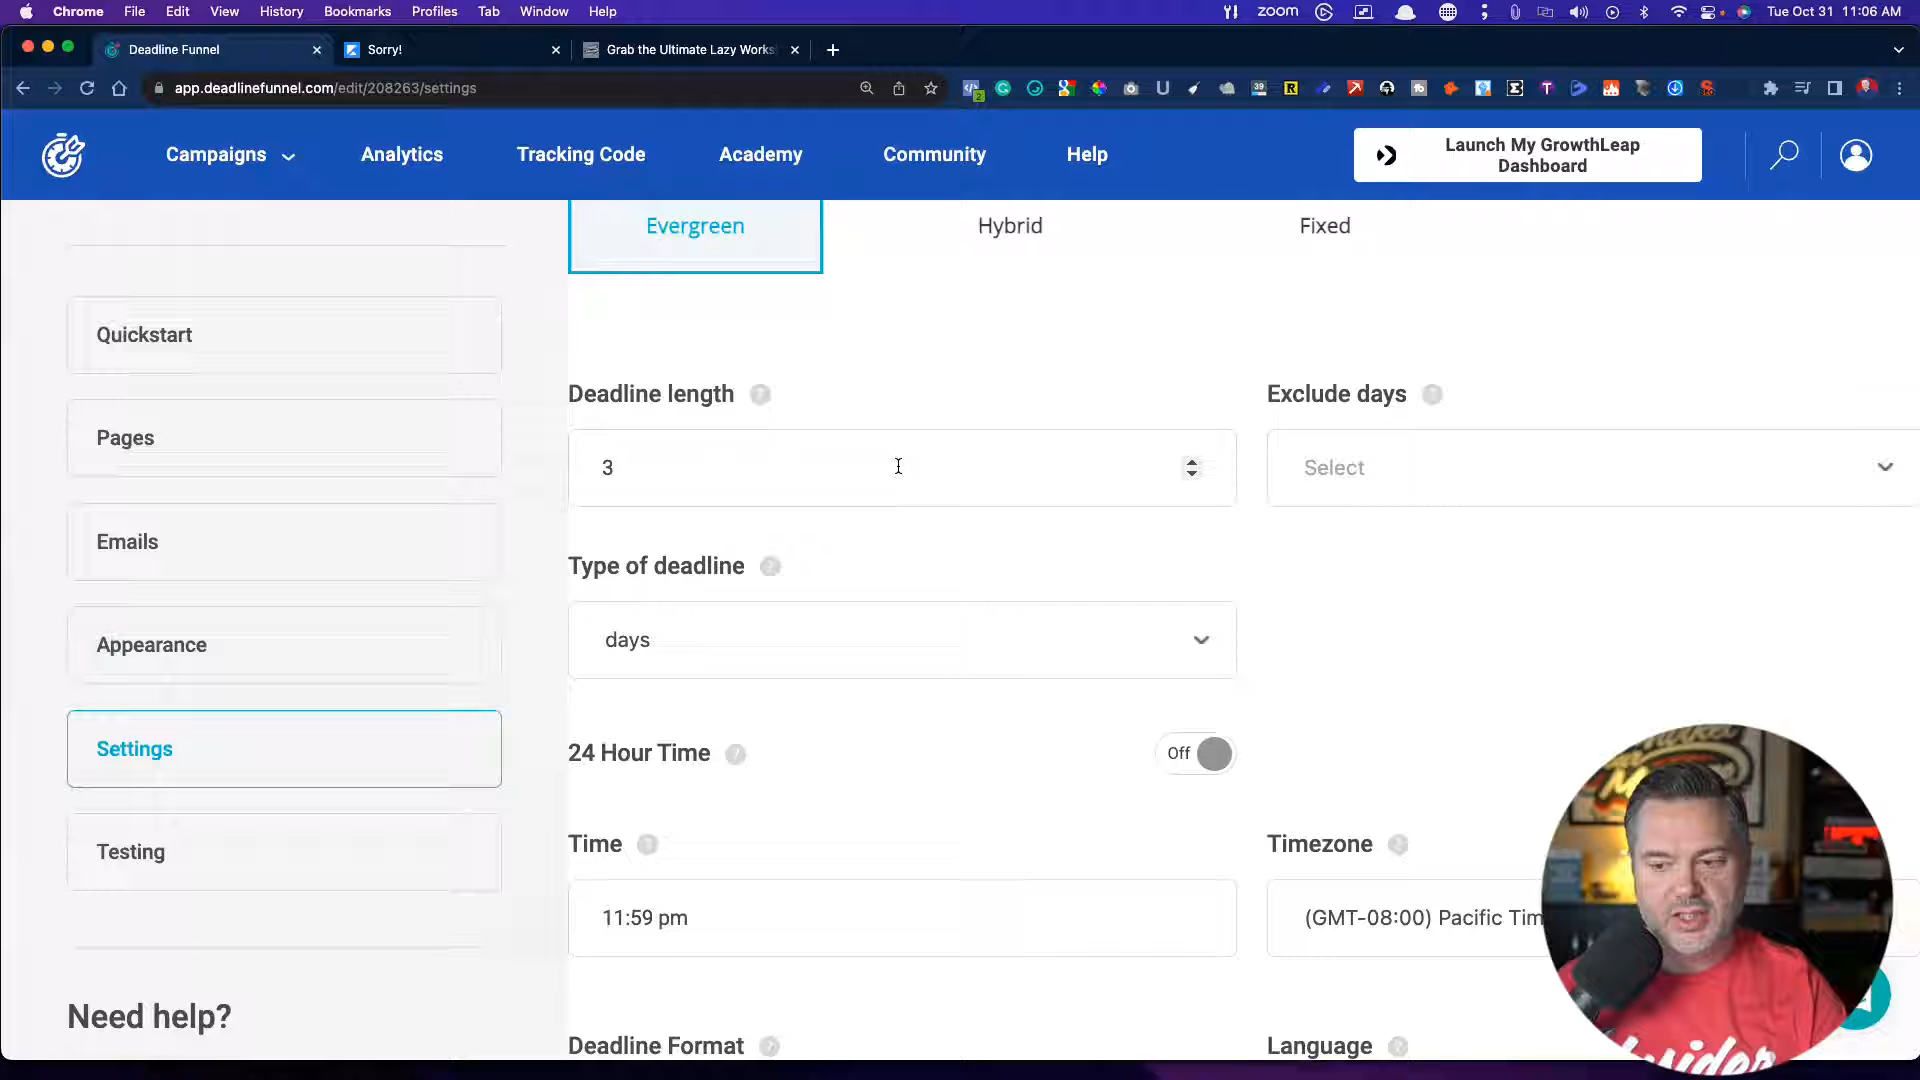 Chrome File Edit View History Bookmarks Profiles Tab Window Help
zoom
Tue Oct 31 11:06 AM
Deadline Funnel
Sorry!
Grab the Ultimate Lazy Works
app.deadlinefunnel.com/edit/208263/settings
2
39
Campaigns
Analytics
Tracking Code
Academy
Community
Help
Launch My GrowthLeap
Dashboard
Evergreen
Hybrid
Fixed
Quickstart
Pages
Emails
Appearance
Settings
Testing
Need help?
Deadline length
?
Exclude days
?
3
Select
Type of deadline
?
days
24 Hour Time
?
Off
Time
?
Timezone
?
11:59 pm
(GMT-08:00) Pacific Tim
Deadline Format
?
Language
?